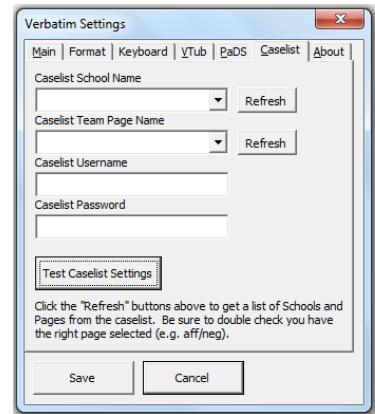 Verbatim Settings
Main Format Keyboard VTub PaDS Caselist About
Caselist School Name
Refresh
Caselist Team Page Name
Refresh
Caselist Username
Caselist Password
Test Caselist Settings
Click the "Refresh" buttons above to get a list of Schools and
Pages from the caselist. Be sure to double check you have
the right page selected (e.g. aff/neg).
Save Cancel